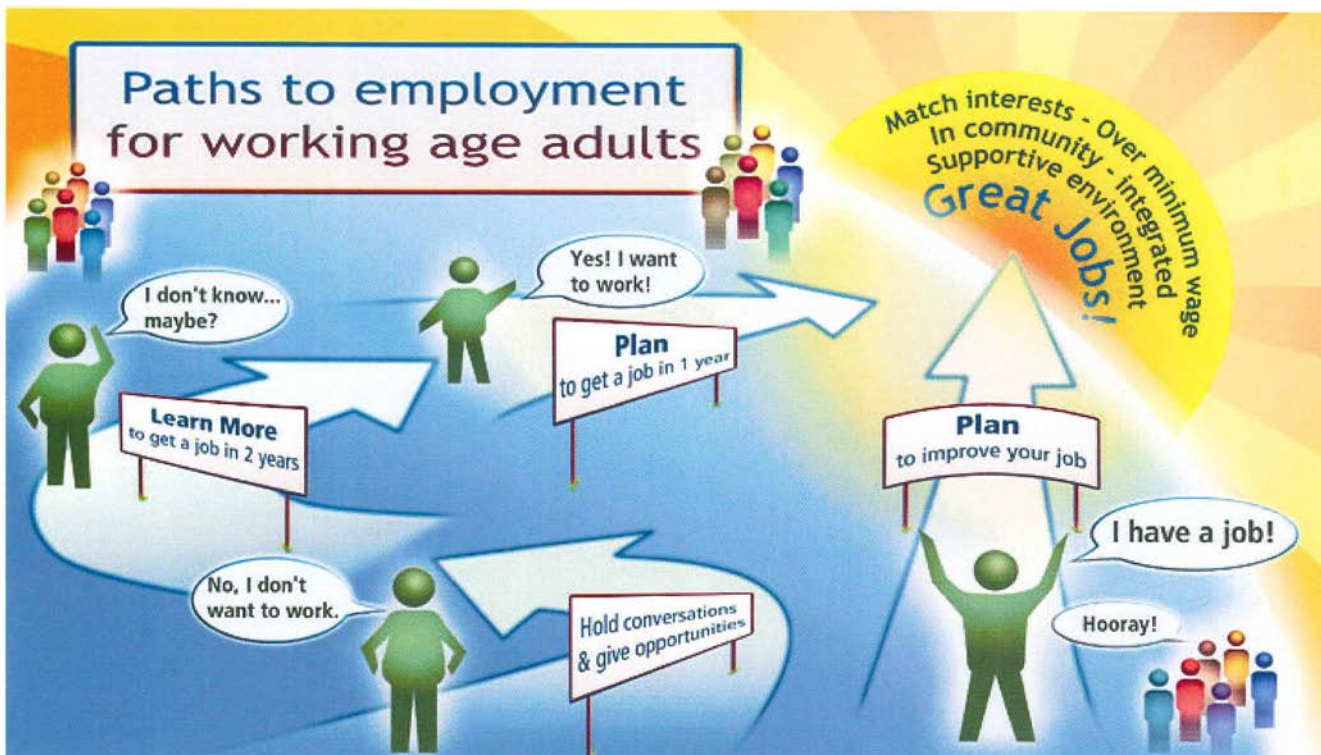 Paths to employment
for working age adults
Match interests - Over minimum wage
In community - integrated
Supportive environment
Great Jobs!
I don't know...
maybe?
Yes! I want
to work!
Plan
to get a job in 1 year
Learn More
to get a job in 2 years
Plan
to improve your job
I have a job!
No, I don't
want to work.
Hold conversations
& give opportunities
Hooray!